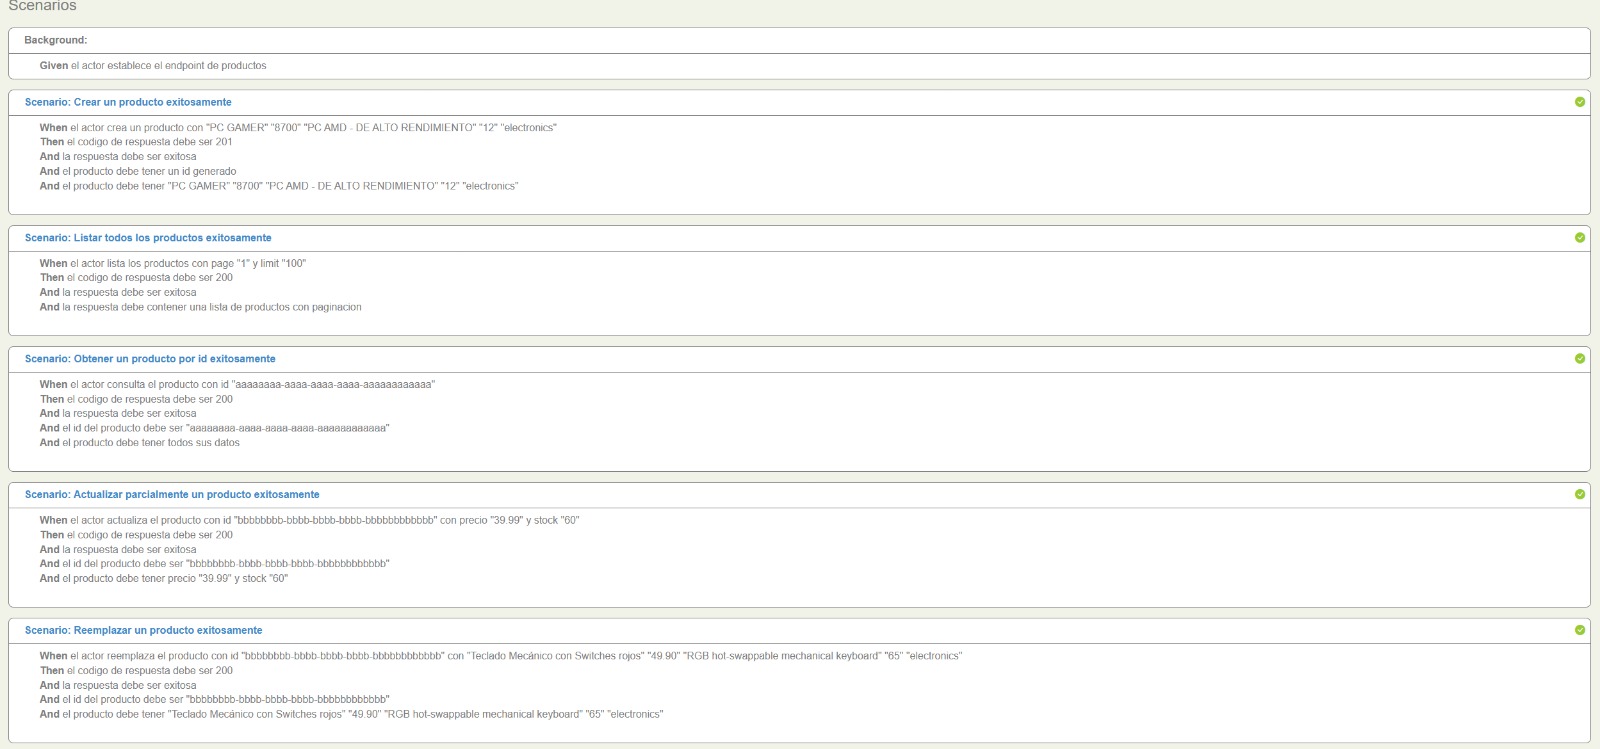 Scenarios
Background:
Given el actor establece el endpoint de productos
Scenario: Crear un producto exitosamente
When el actor crea un producto con "PC GAMER" "8700" "PC AMD - DE ALTO RENDIMIENTO" "12" "electronics"
Then el codigo de respuesta debe ser 201
And la respuesta debe ser exitosa
And el producto debe tener un id generado
And el producto debe tener "PC GAMER" "8700" "PC AMD - DE ALTO RENDIMIENTO" "12" "electronics"
Scenario: Listar todos los productos exitosamente
When el actor lista los productos con page "1" y limit "100"
Then el codigo de respuesta debe ser 200
And la respuesta debe ser exitosa
And la respuesta debe contener una lista de productos con paginacion
Scenario: Obtener un producto por id exitosamente
When el actor consulta el producto con id "aaaaaaaa-aaaa-aaaa-aaaa-aaaaaaaaaaaa"
Then el codigo de respuesta debe ser 200
And la respuesta debe ser exitosa
And el id del producto debe ser "aaaaaaaa-aaaa-aaaa-aaaa-aaaaaaaaaaaa"
And el producto debe tener todos sus datos
Scenario: Actualizar parcialmente un producto exitosamente
When el actor actualiza el producto con id "bbbbbbbb-bbbb-bbbb-bbbb-bbbbbbbbbbbb" con precio "39.99" y stock "60"
Then el codigo de respuesta debe ser 200
And la respuesta debe ser exitosa
And el id del producto debe ser "bbbbbbbb-bbbb-bbbb-bbbb-bbbbbbbbbbbb"
And el producto debe tener precio "39.99" y stock "60"
Scenario: Reemplazar un producto exitosamente
When el actor reemplaza el producto con id "bbbbbbbb-bbbb-bbbb-bbbb-bbbbbbbbbbbb" con "Teclado Mecánico con Switches rojos" "49.90" "RGB hot-swappable mechanical keyboard" "65" "electronics"
Then el codigo de respuesta debe ser 200
And la respuesta debe ser exitosa
And el id del producto debe ser "bbbbbbbb-bbbb-bbbb-bbbb-bbbbbbbbbbbb"
And el producto debe tener "Teclado Mecánico con Switches rojos" "49.90" "RGB hot-swappable mechanical keyboard" "65" "electronics"